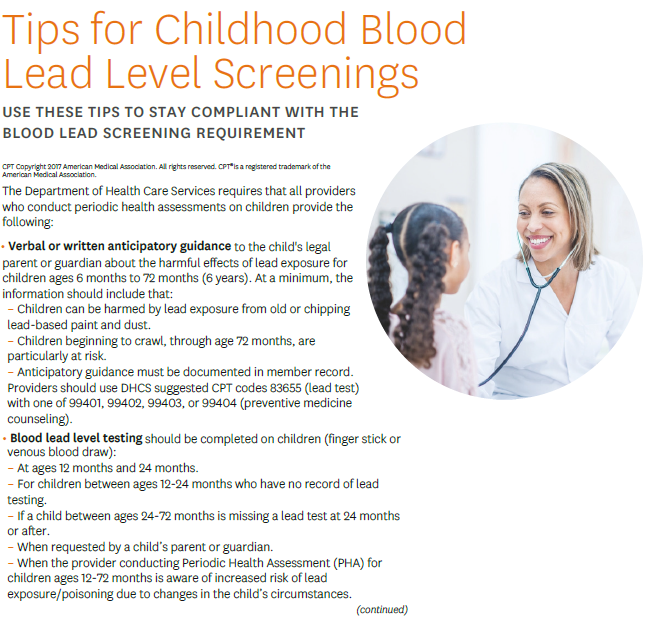 Tips for Childhood Blood
Lead Level Screenings
USE THESE TIPS TO STAY COMPLIANT WITH THE
BLOOD LEAD SCREENING REQUIREMENT
CPT Copyright 2017 American Medical Association. All rights reserved. CPT® is a registered trademark of the
American Medical Association.
The Department of Health Care Services requires that all providers
who conduct periodic health assessments on children provide the
following:
• Verbal or written anticipatory guidance to the child's legal
parent or guardian about the harmful effects of lead exposure for
children ages 6 months to 72 months (6 years). At a minimum, the
information should include that:
– Children can be harmed by lead exposure from old or chipping
lead-based paint and dust.
– Children beginning to crawl, through age 72 months, are
particularly at risk.
– Anticipatory guidance must be documented in member record.
Providers should use DHCS suggested CPT codes 83655 (lead test)
with one of 99401, 99402, 99403, or 99404 (preventive medicine
counseling).
• Blood lead level testing should be completed on children (finger stick or
venous blood draw):
– At ages 12 months and 24 months.
– For children between ages 12-24 months who have no record of lead
testing.
– If a child between ages 24-72 months is missing a lead test at 24 months
or after.
– When requested by a child's parent or guardian.
– When the provider conducting Periodic Health Assessment (PHA) for
children ages 12-72 months is aware of increased risk of lead
exposure/poisoning due to changes in the child's circumstances.
(continued)